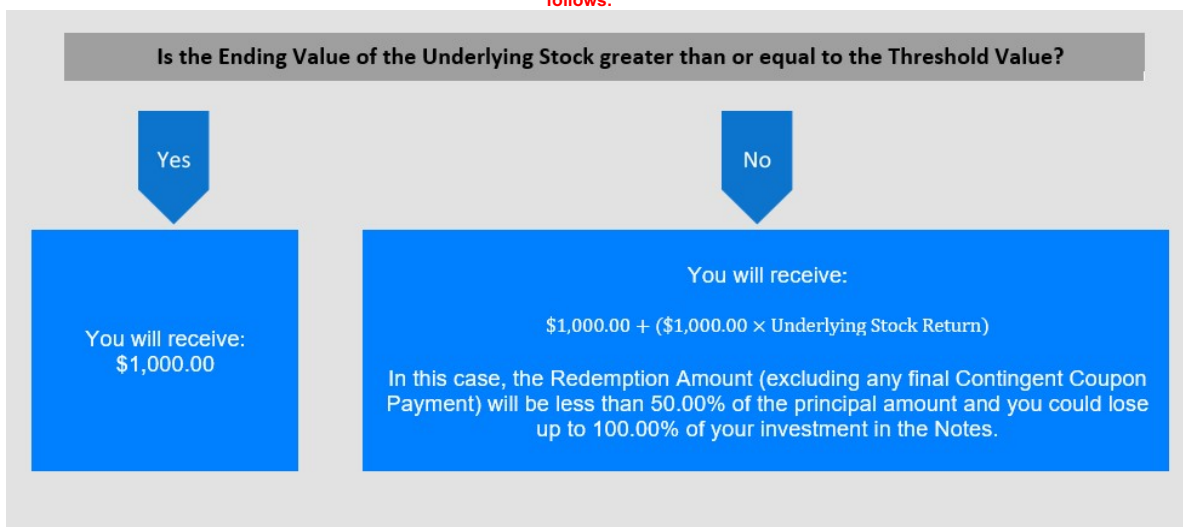 follows:
Is the Ending Value of the Underlying Stock greater than or equal to the Threshold Value?
Yes
No
You will receive:
$1,000.00
You will receive:
$1,000.00 + ($1,000.00 × Underlying Stock Return)
In this case, the Redemption Amount (excluding any final Contingent Coupon
Payment) will be less than 50.00% of the principal amount and you could lose
up to 100.00% of your investment in the Notes.